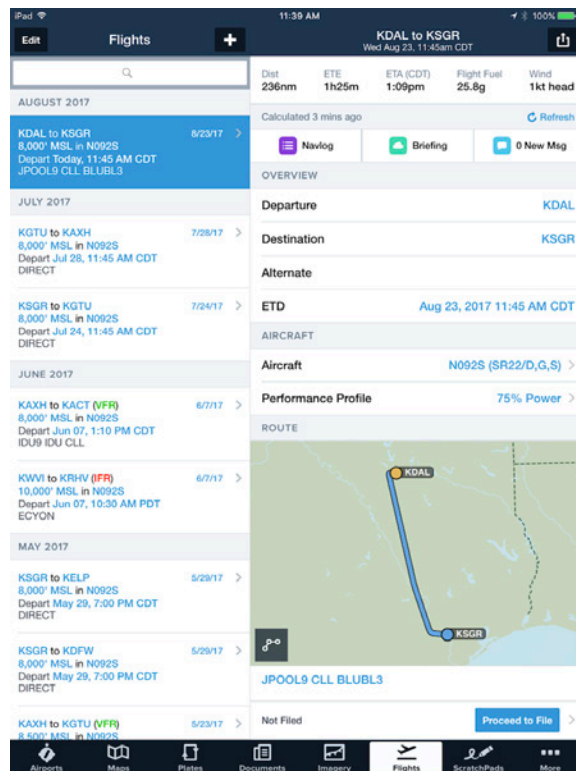 iPad
11:39 AM
100%
Edit
Flights
+
KDAL to KSGR
Wed Aug 23, 11:45am CDT
AUGUST 2017
KDAL to KSGR
8/23/17
8,000' MSL in N092S
Depart Today, 11:45 AM CDT
JPOOL9 CLL BLUBL3
JULY 2017
KGTU to KAXH
7/28/17
8,000' MSL in N092S
Depart Jul 28, 11:45 AM CDT
DIRECT
KSGR to KGTU
7/24/17
8,000' MSL in N092S
Depart Jul 24, 11:45 AM CDT
DIRECT
JUNE 2017
KAXH to KACT (VFR)
6/7/17
8,000' MSL in N092S
Depart Jun 07, 1:10 PM CDT
IDU9 IDU CLL
KWVI to KRHV (IFR)
6/7/17
10,000' MSL in N092S
Depart Jun 07, 10:30 AM PDT
ECYON
MAY 2017
KSGR to KELP
5/29/17
8,000' MSL in N092S
Depart May 29, 7:00 PM CDT
DIRECT
KSGR to KDFW
5/29/17
8,000' MSL in N092S
Depart May 29, 7:00 PM CDT
DIRECT
KAXH to KGTU (VFR)
5/23/17
8,500' MSL in N092S
Dist
ETE
ETA (CDT)
Flight Fuel
Wind
236nm
1h25m
1:09pm
25.8g
1kt head
Calculated 3 mins ago
Refresh
Navlog
Briefing
0 New Msg
OVERVIEW
Departure
KDAL
Destination
KSGR
Alternate
ETD
Aug 23, 2017 11:45 AM CDT
AIRCRAFT
Aircraft
N092S (SR22/D,G,S)
Performance Profile
75% Power
ROUTE
KDAL
KSGR
JPOOL9 CLL BLUBL3
Not Filed
Proceed to File
Airports
Maps
Plates
Documents
Imagery
Flights
ScratchPads
More